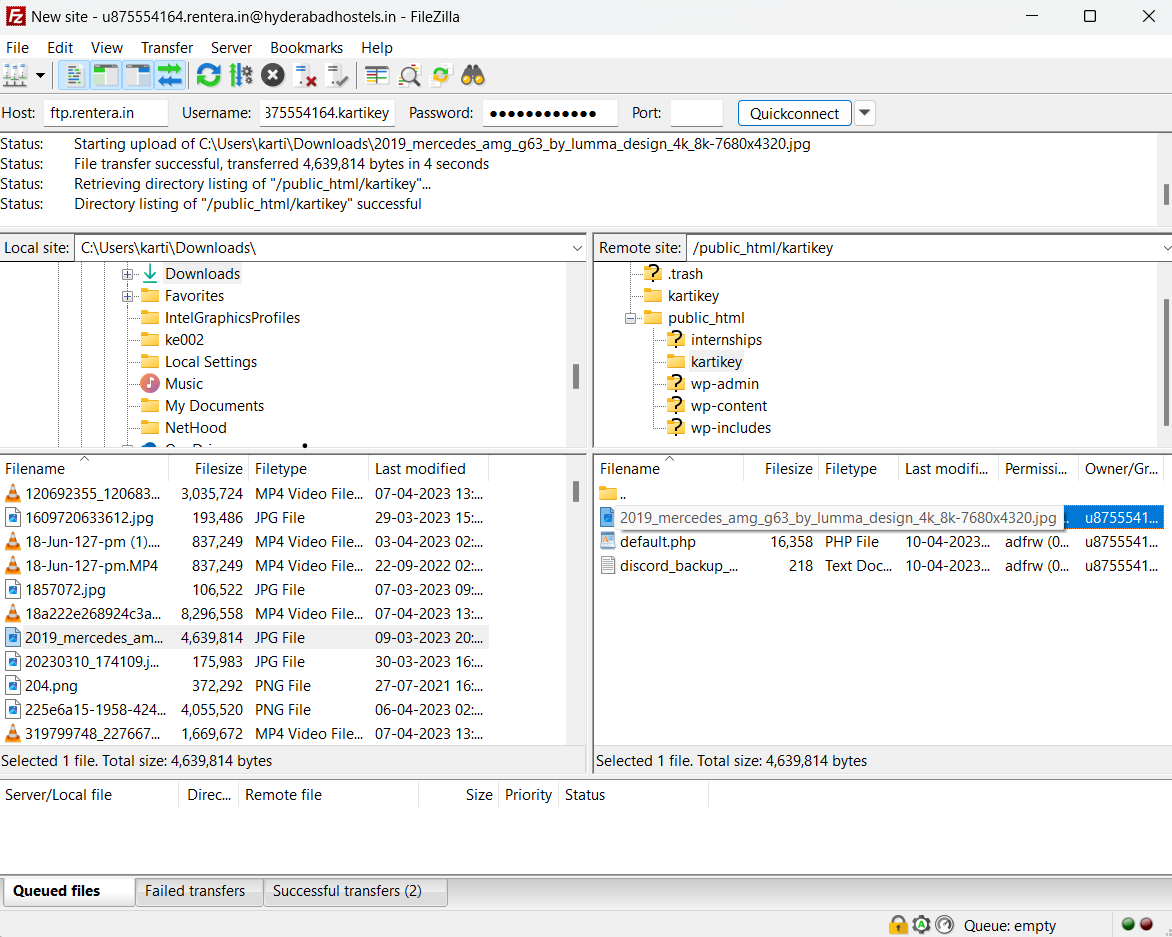 New site - u875554164.rentera.in@hyderabadhostels.in - FileZilla
File Edit View Transfer Server Bookmarks Help
Host: ftp.rentera.in Username: 375554164.kartikey Password: ●●●●●●●●●●●● Port: Quickconnect
Status: Starting upload of C:\Users\karti\Downloads\2019_mercedes_amg_g63_by_lumma_design_4k_8k-7680x4320.jpg
Status: File transfer successful, transferred 4,639,814 bytes in 4 seconds
Status: Retrieving directory listing of "/public_html/kartikey"...
Status: Directory listing of "/public_html/kartikey" successful
Local site: C:\Users\karti\Downloads\
Downloads
Favorites
IntelGraphicsProfiles
ke002
Local Settings
Music
My Documents
NetHood
Filename Filesize Filetype Last modified
120692355_120683... 3,035,724 MP4 Video File... 07-04-2023 13:...
1609720633612.jpg 193,486 JPG File 29-03-2023 15:...
18-Jun-127-pm (1).... 837,249 MP4 Video File... 03-04-2023 02:...
18-Jun-127-pm.MP4 837,249 MP4 Video File... 22-09-2022 02:...
1857072.jpg 106,522 JPG File 07-03-2023 09:...
18a222e268924c3a... 8,296,558 MP4 Video File... 07-04-2023 13:...
2019_mercedes_am... 4,639,814 JPG File 09-03-2023 20:...
20230310_174109.j... 175,983 JPG File 30-03-2023 16:...
204.png 372,292 PNG File 27-07-2021 16:...
225e6a15-1958-424... 4,055,520 PNG File 06-04-2023 02:...
319799748_227667... 1,669,672 MP4 Video File... 07-04-2023 13:...
Selected 1 file. Total size: 4,639,814 bytes
Remote site: /public_html/kartikey
.trash
kartikey
public_html
internships
kartikey
wp-admin
wp-content
wp-includes
Filename Filesize Filetype Last modifi... Permissi... Owner/Gr...
..
2019_mercedes_amg_g63_by_lumma_design_4k_8k-7680x4320.jpg u8755541...
default.php 16,358 PHP File 10-04-2023... adfrw (0... u8755541...
discord_backup_... 218 Text Doc... 10-04-2023... adfrw (0... u8755541...
Selected 1 file. Total size: 4,639,814 bytes
Server/Local file Direc... Remote file Size Priority Status
Queued files Failed transfers Successful transfers (2)
Queue: empty